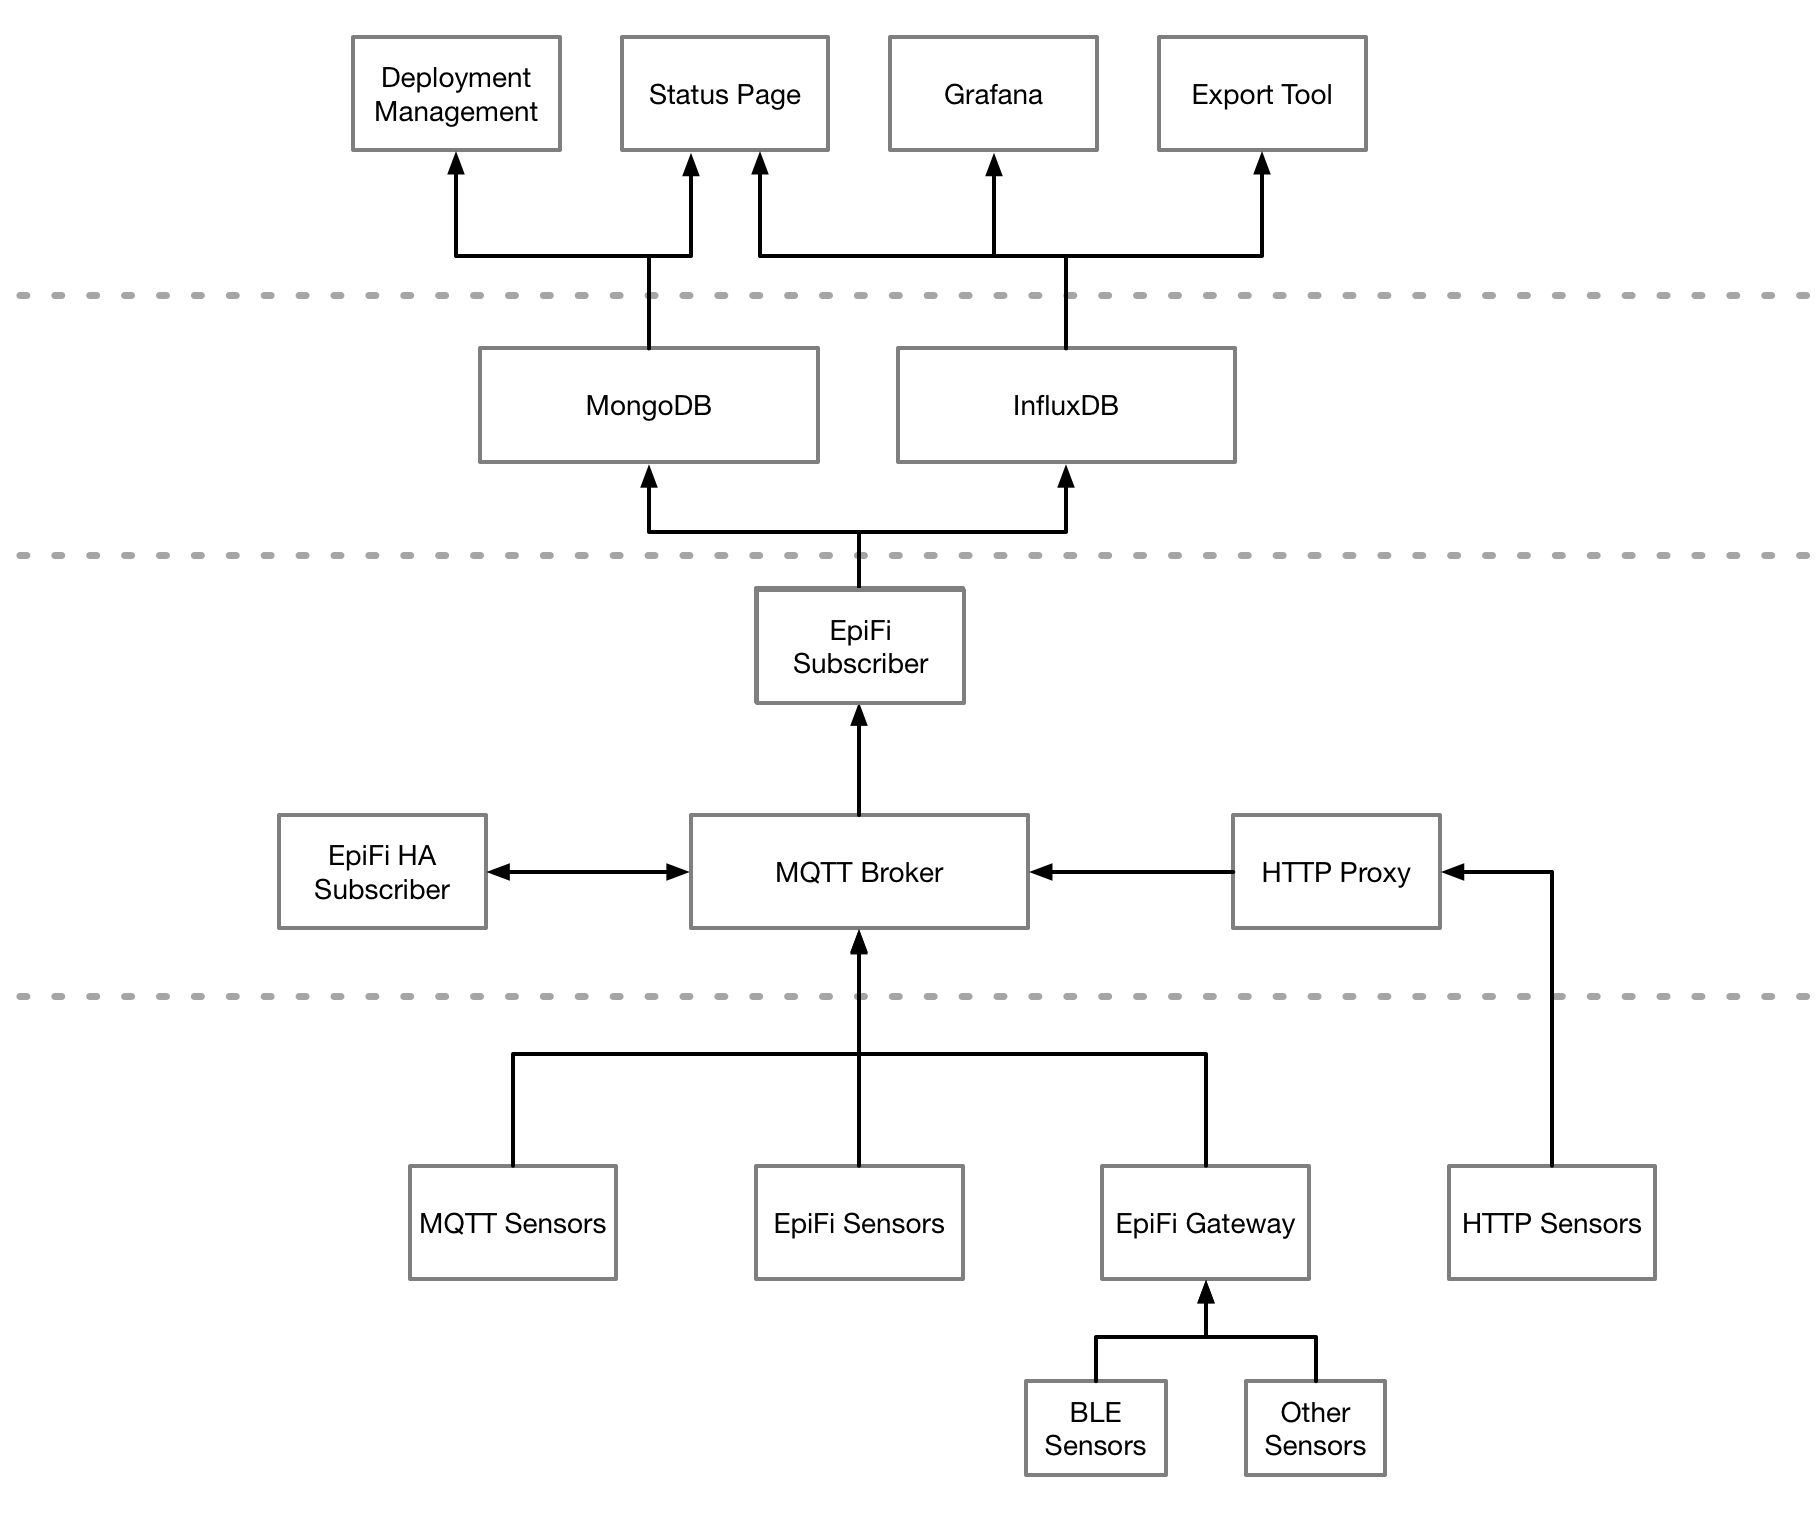 Deployment
Management
Status Page
Grafana
Export Tool
MongoDB
InfluxDB
EpiFi
Subscriber
EpiFi HA
Subscriber
MQTT Broker
HTTP Proxy
MQTT Sensors
EpiFi Sensors
EpiFi Gateway
HTTP Sensors
BLE
Sensors
Other
Sensors